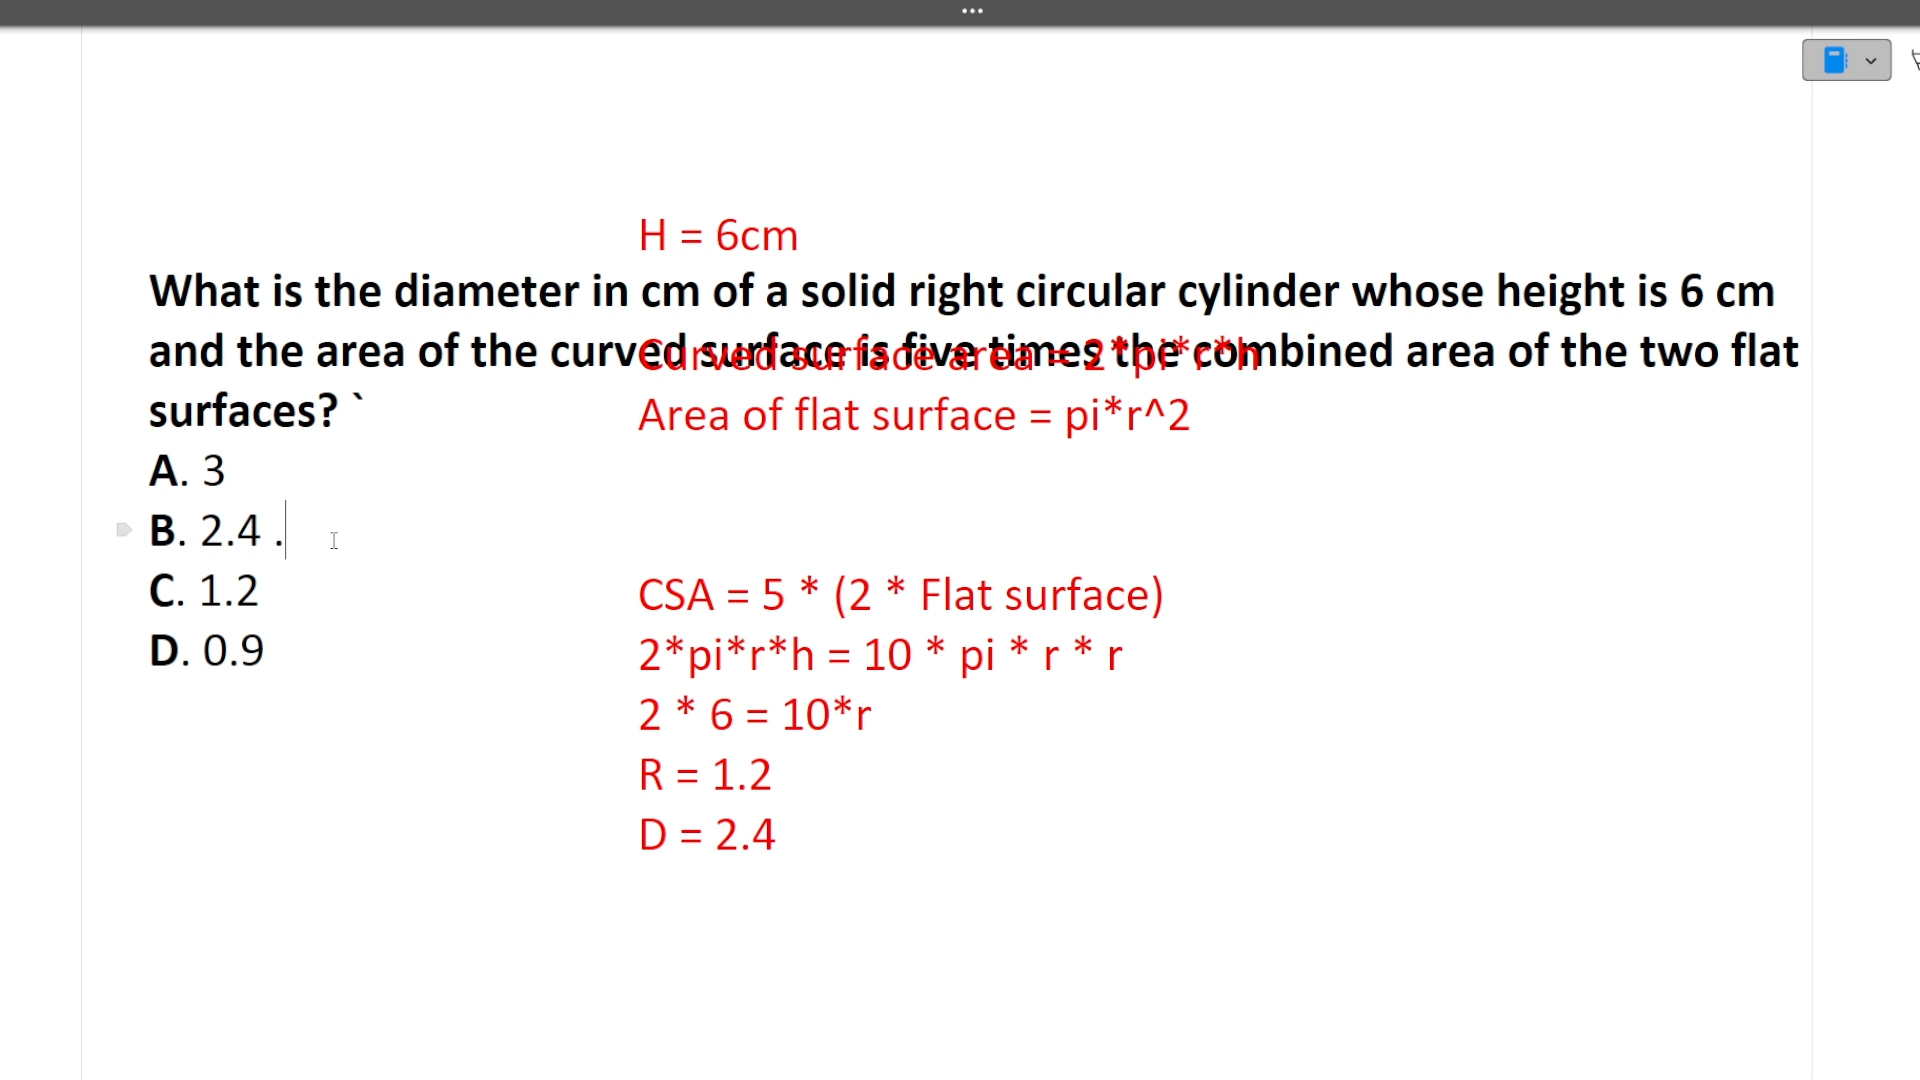 H = 6cm
What is the diameter in cm of a solid right circular cylinder whose height is 6 cm
and the area of the curved surface is five times the combined area of the two flat
Curved surface area = 2*pi*r*h
surfaces? `
Area of flat surface = pi*r^2
A. 3
B. 2.4 .
C. 1.2
CSA = 5 * (2 * Flat surface)
D. 0.9
2*pi*r*h = 10 * pi * r * r
2 * 6 = 10*r
R = 1.2
D = 2.4